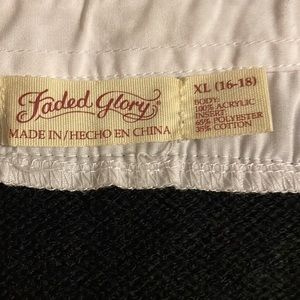 Faded Glory®
MADE IN/HECHO EN CHINA
XL (16-18)
BODY:
100% ACRYLIC
INSERT:
65% POLYESTER
35% COTTON